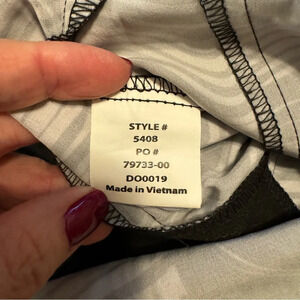 STYLE #
5408
PO #
79733-00
DO0019
Made in Vietnam